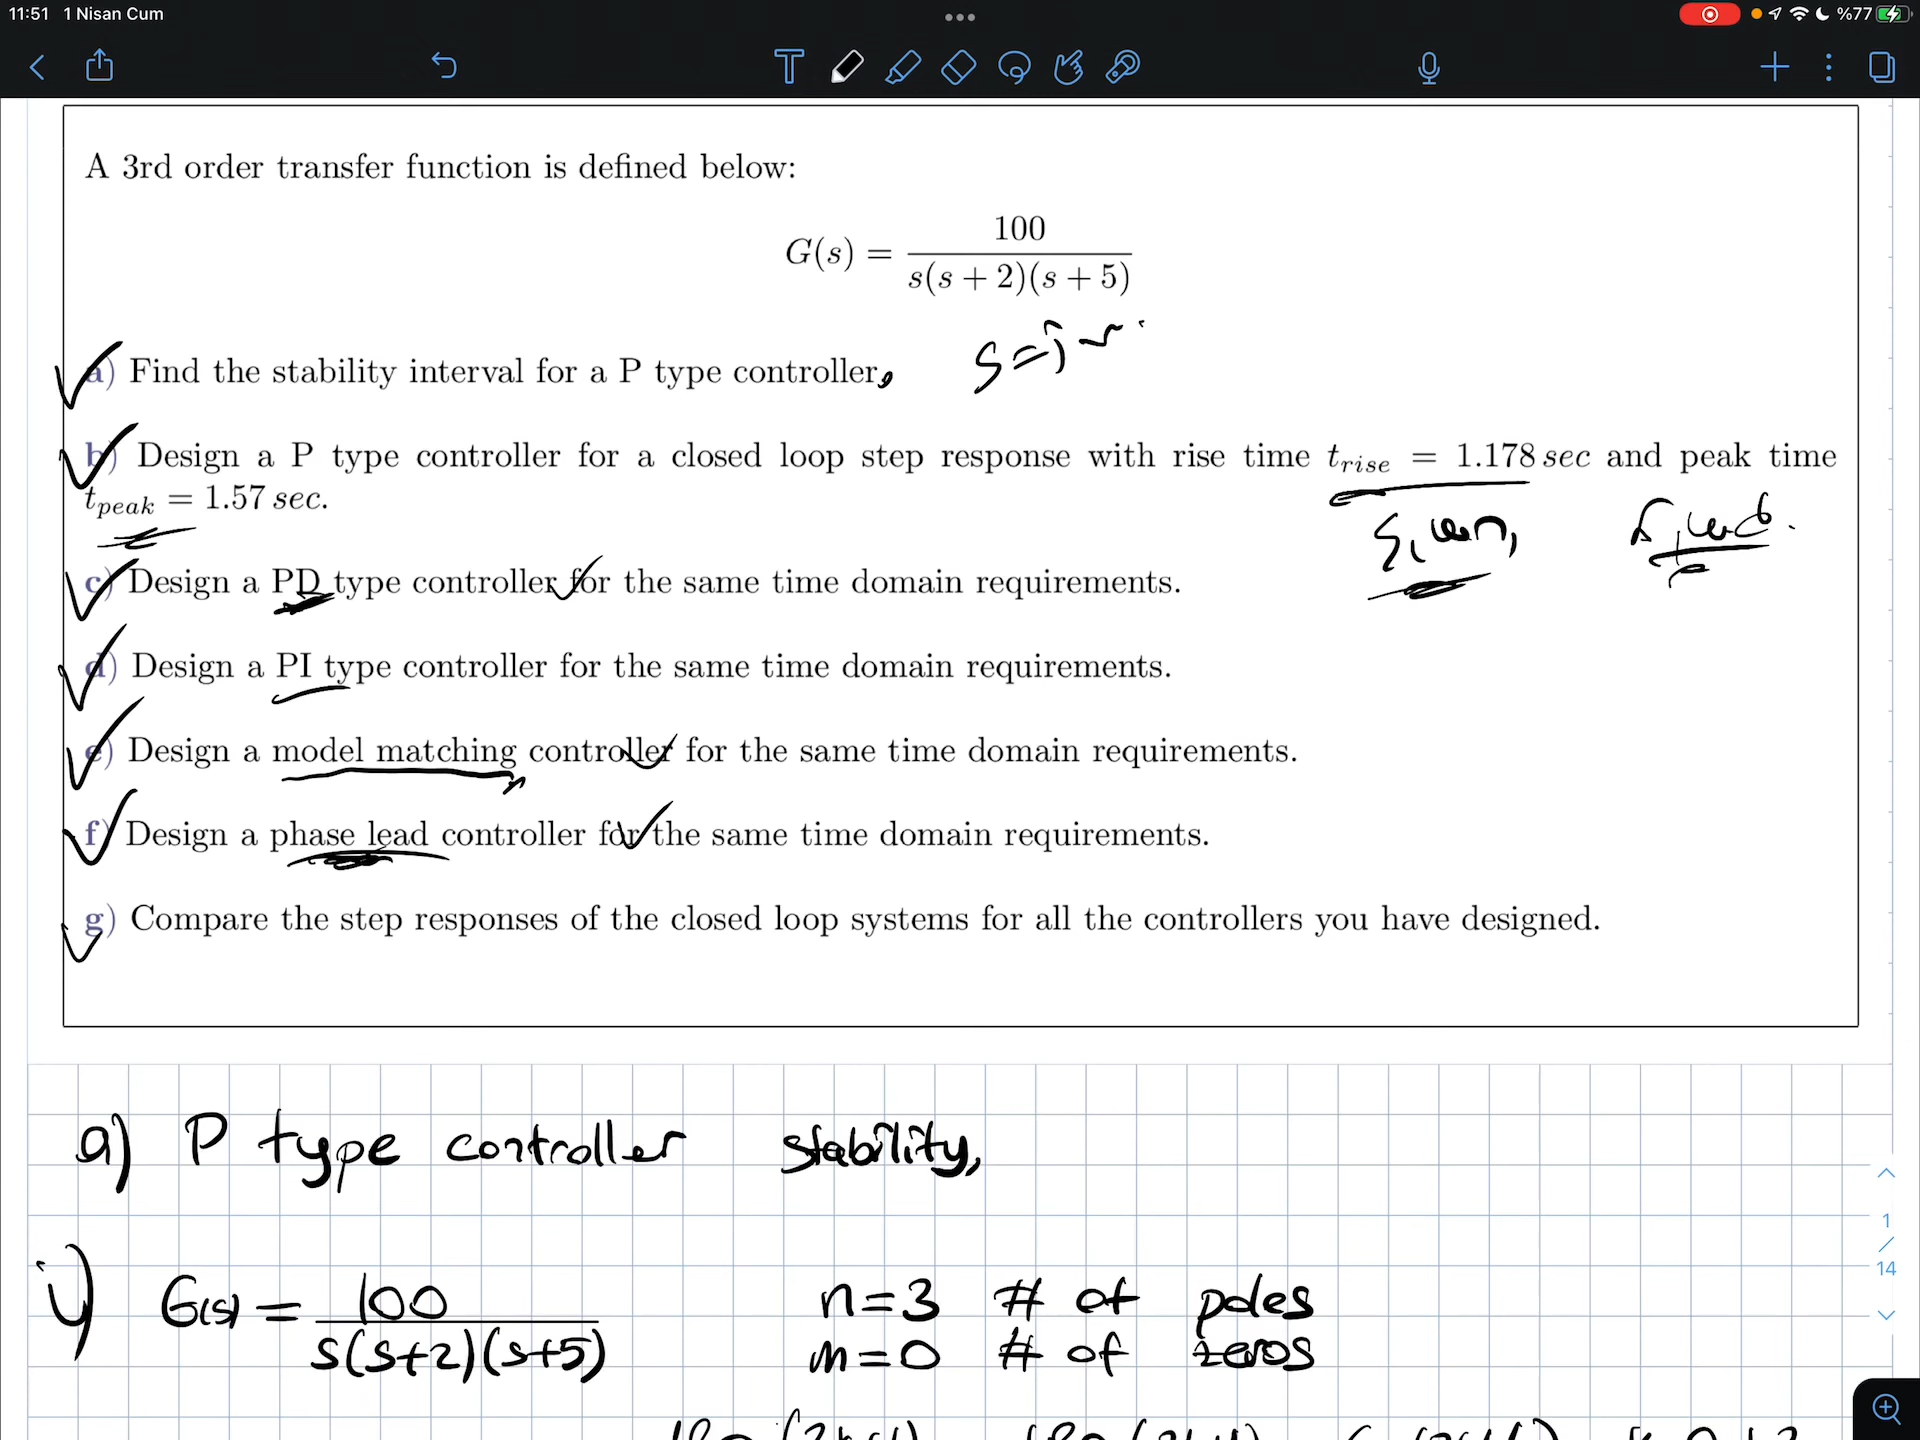 11:51 1 Nisan Cum
%77
A 3rd order transfer function is defined below:
G(s) = 100 / s(s + 2)(s + 5)
a) Find the stability interval for a P type controller.
b) Design a P type controller for a closed loop step response with rise time t_rise = 1.178 sec and peak time
t_peak = 1.57 sec.
c) Design a PD type controller for the same time domain requirements.
d) Design a PI type controller for the same time domain requirements.
e) Design a model matching controller for the same time domain requirements.
f) Design a phase lead controller for the same time domain requirements.
g) Compare the step responses of the closed loop systems for all the controllers you have designed.
a) P type controller stability,
i) G(s) = 100 / s(s+2)(s+5)
n=3 # of poles
m=0 # of zeros
1
/
14